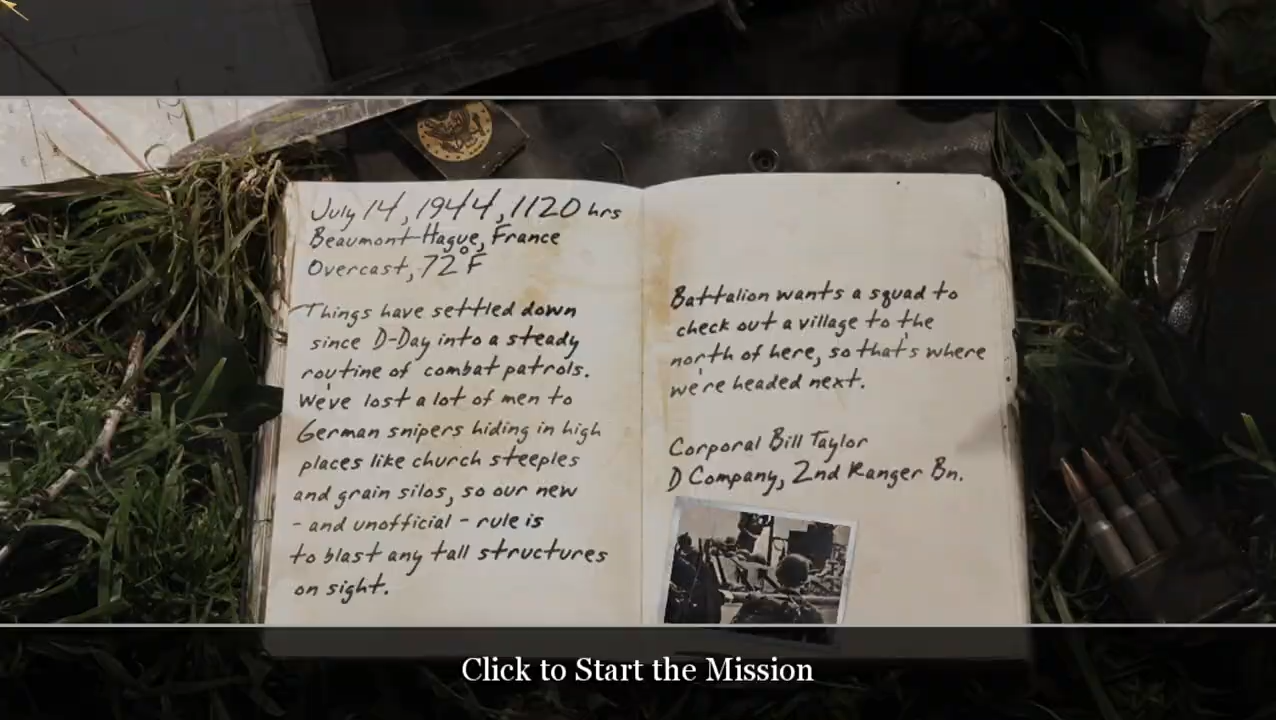 July 14, 1944, 1120 hrs
Beaumont-Hague, France
Overcast, 72°F
Things have settled down
since D-Day into a steady
routine of combat patrols.
We've lost a lot of men to
German snipers hiding in high
places like church steeples
and grain silos, so our new
- and unofficial - rule is
to blast any tall structures
on sight.
Battalion wants a squad to
check out a village to the
north of here, so that's where
we're headed next.
Corporal Bill Taylor
D Company, 2nd Ranger Bn.
Click to Start the Mission